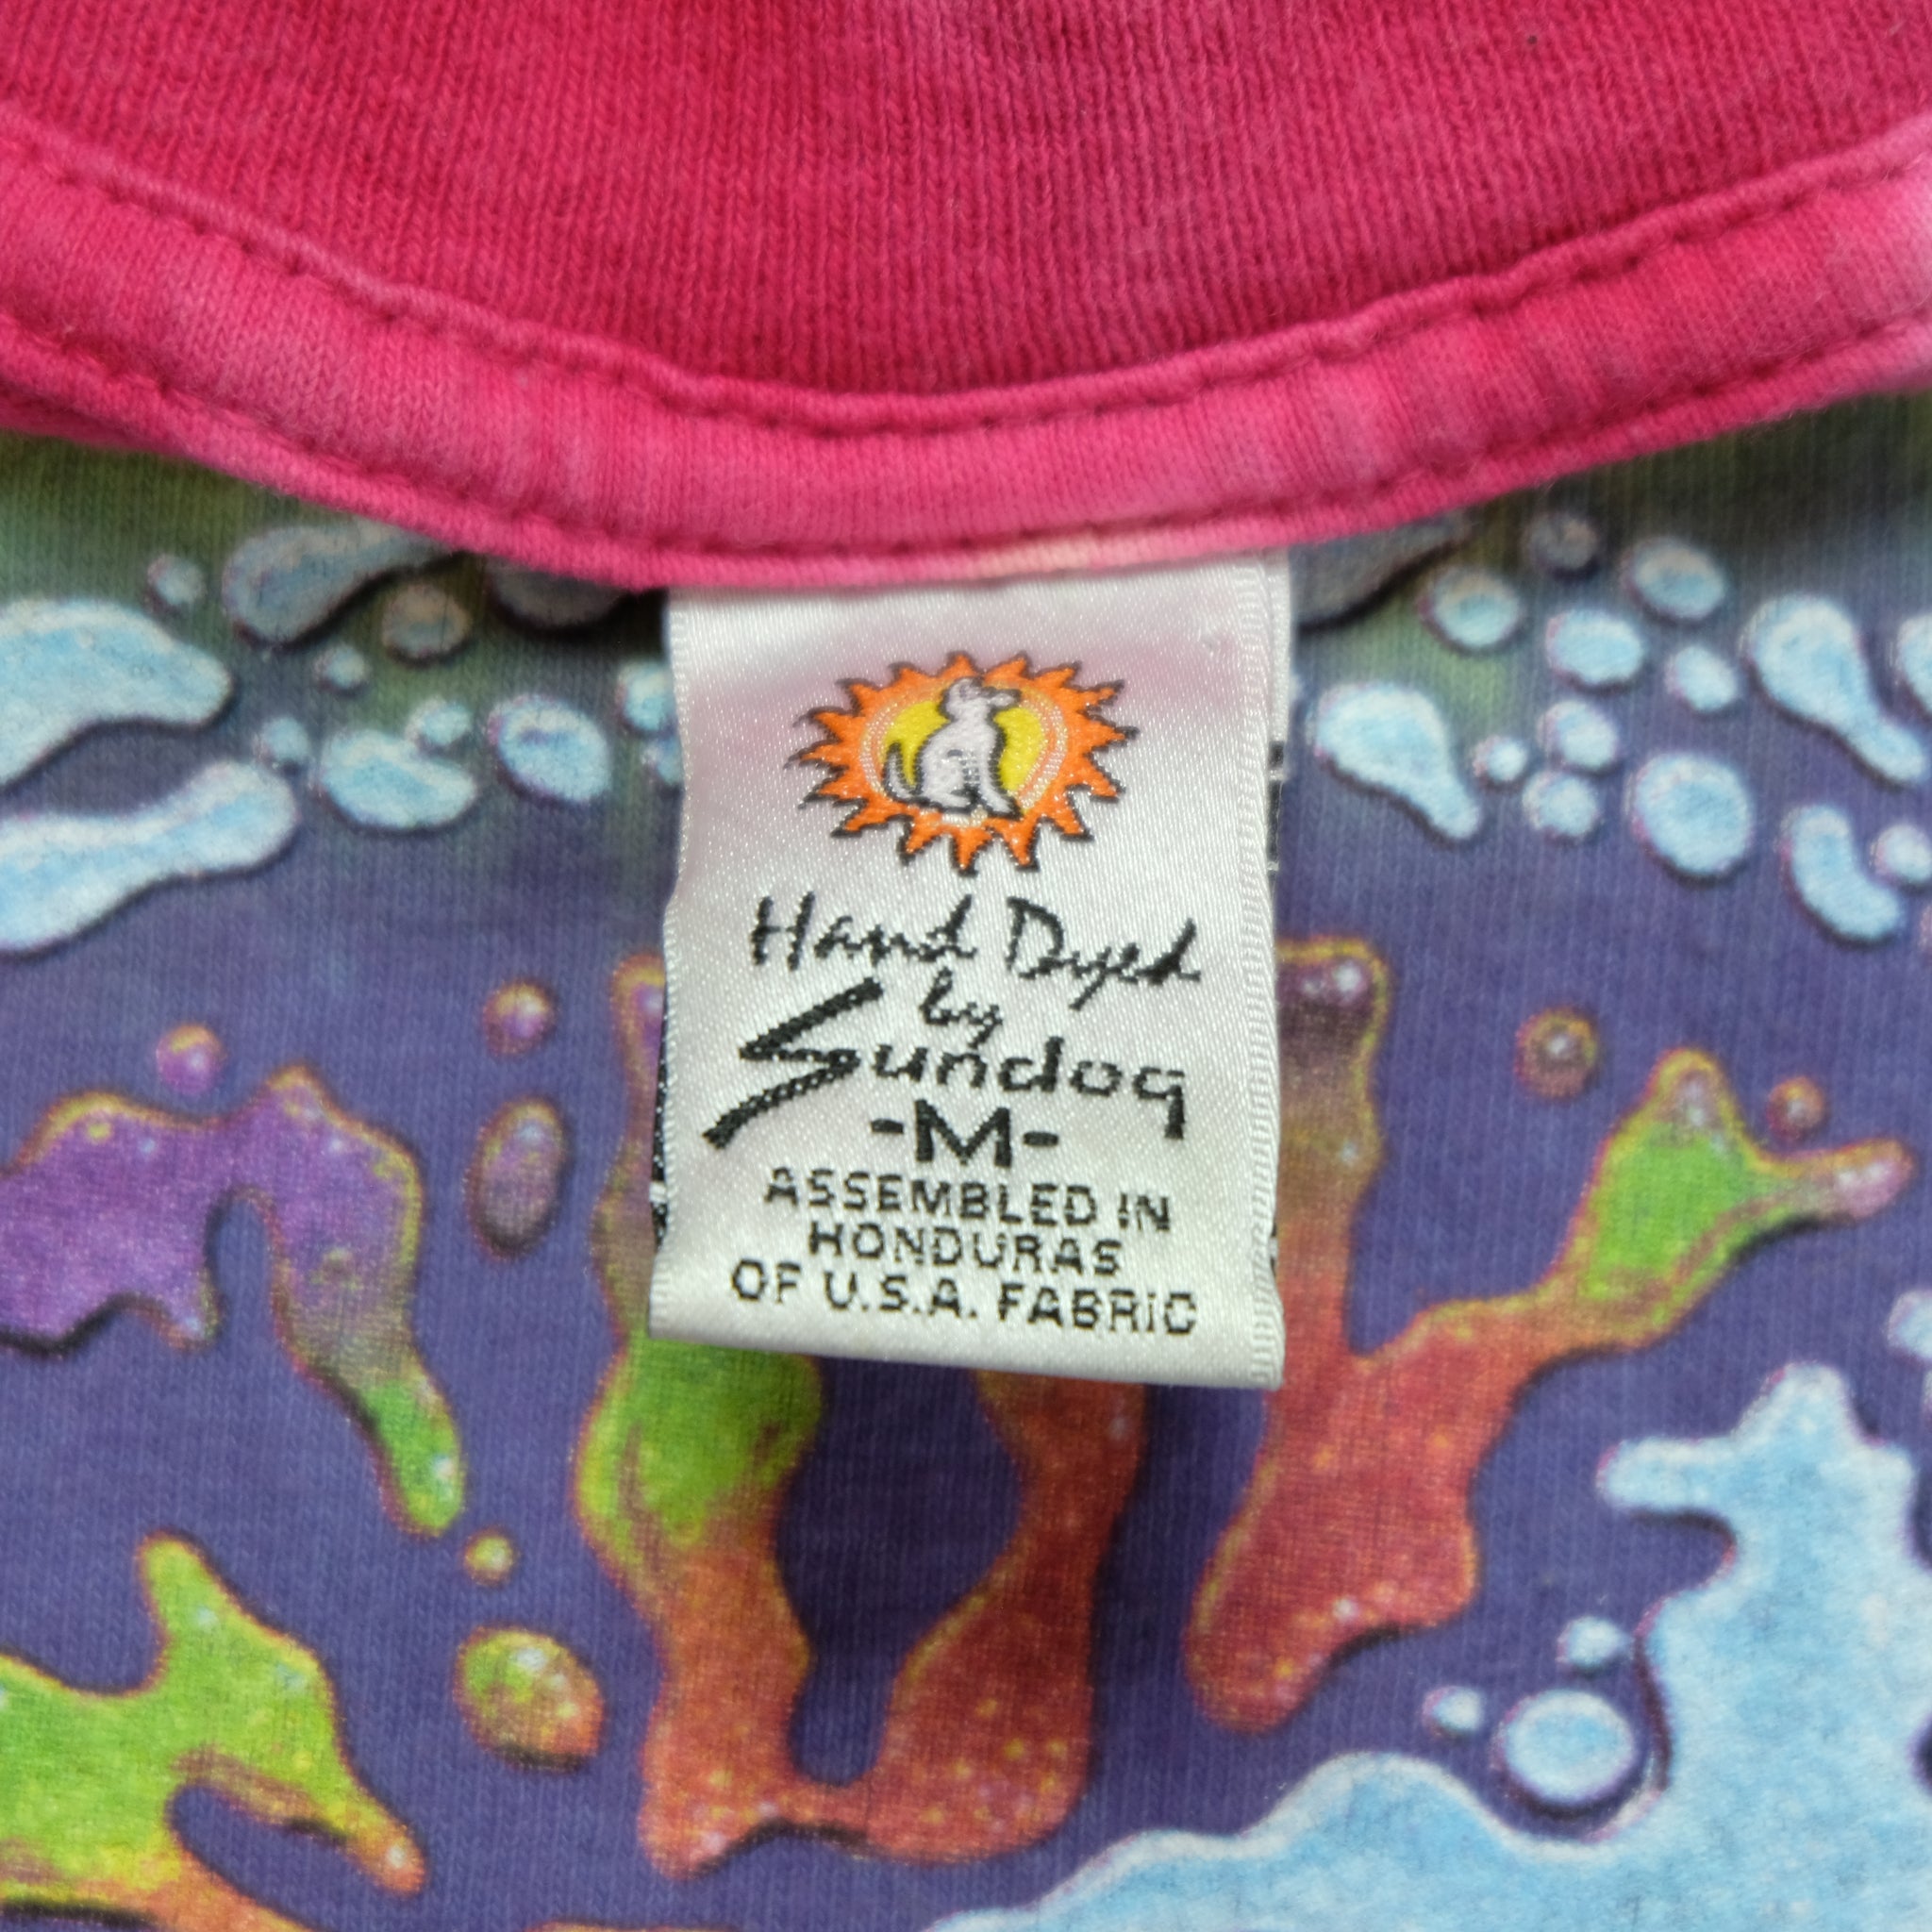 Hand Dyed
by
Sundog
-M-
ASSEMBLED IN
HONDURAS
OF U.S.A. FABRIC